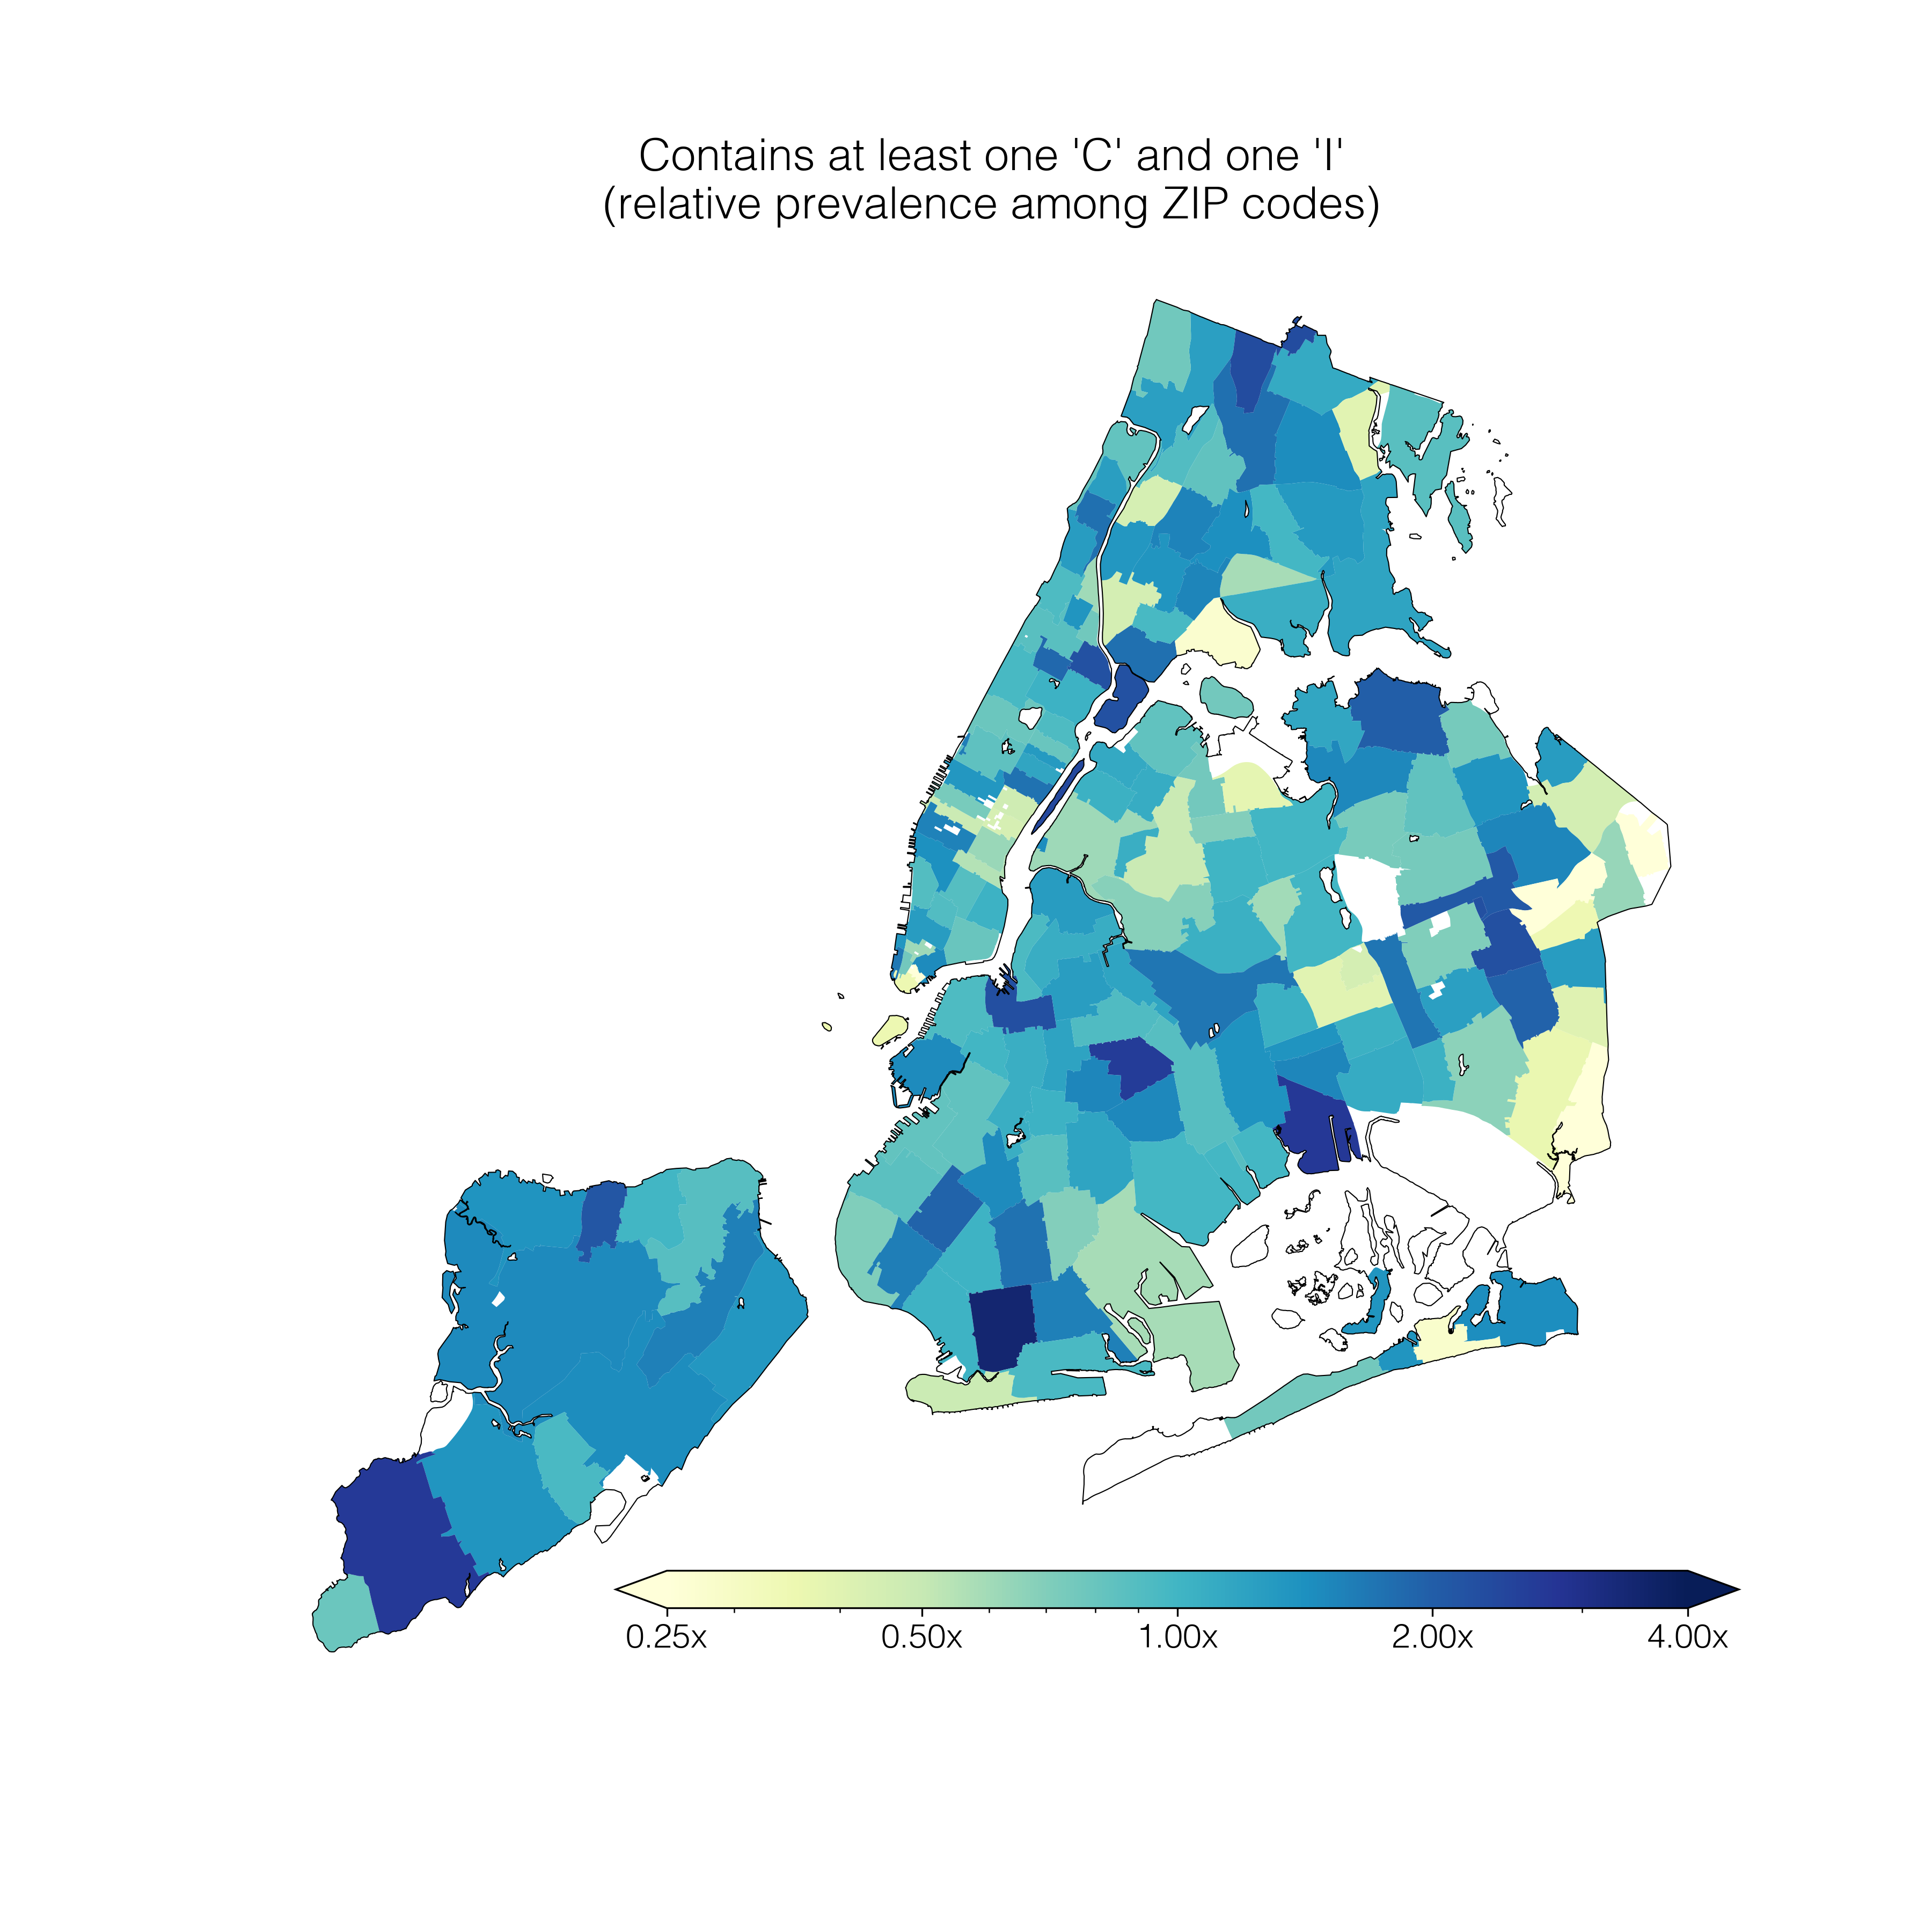 Contains at least one 'C' and one 'I'
(relative prevalence among ZIP codes)
0.25x 0.50x 1.00x 2.00x 4.00x